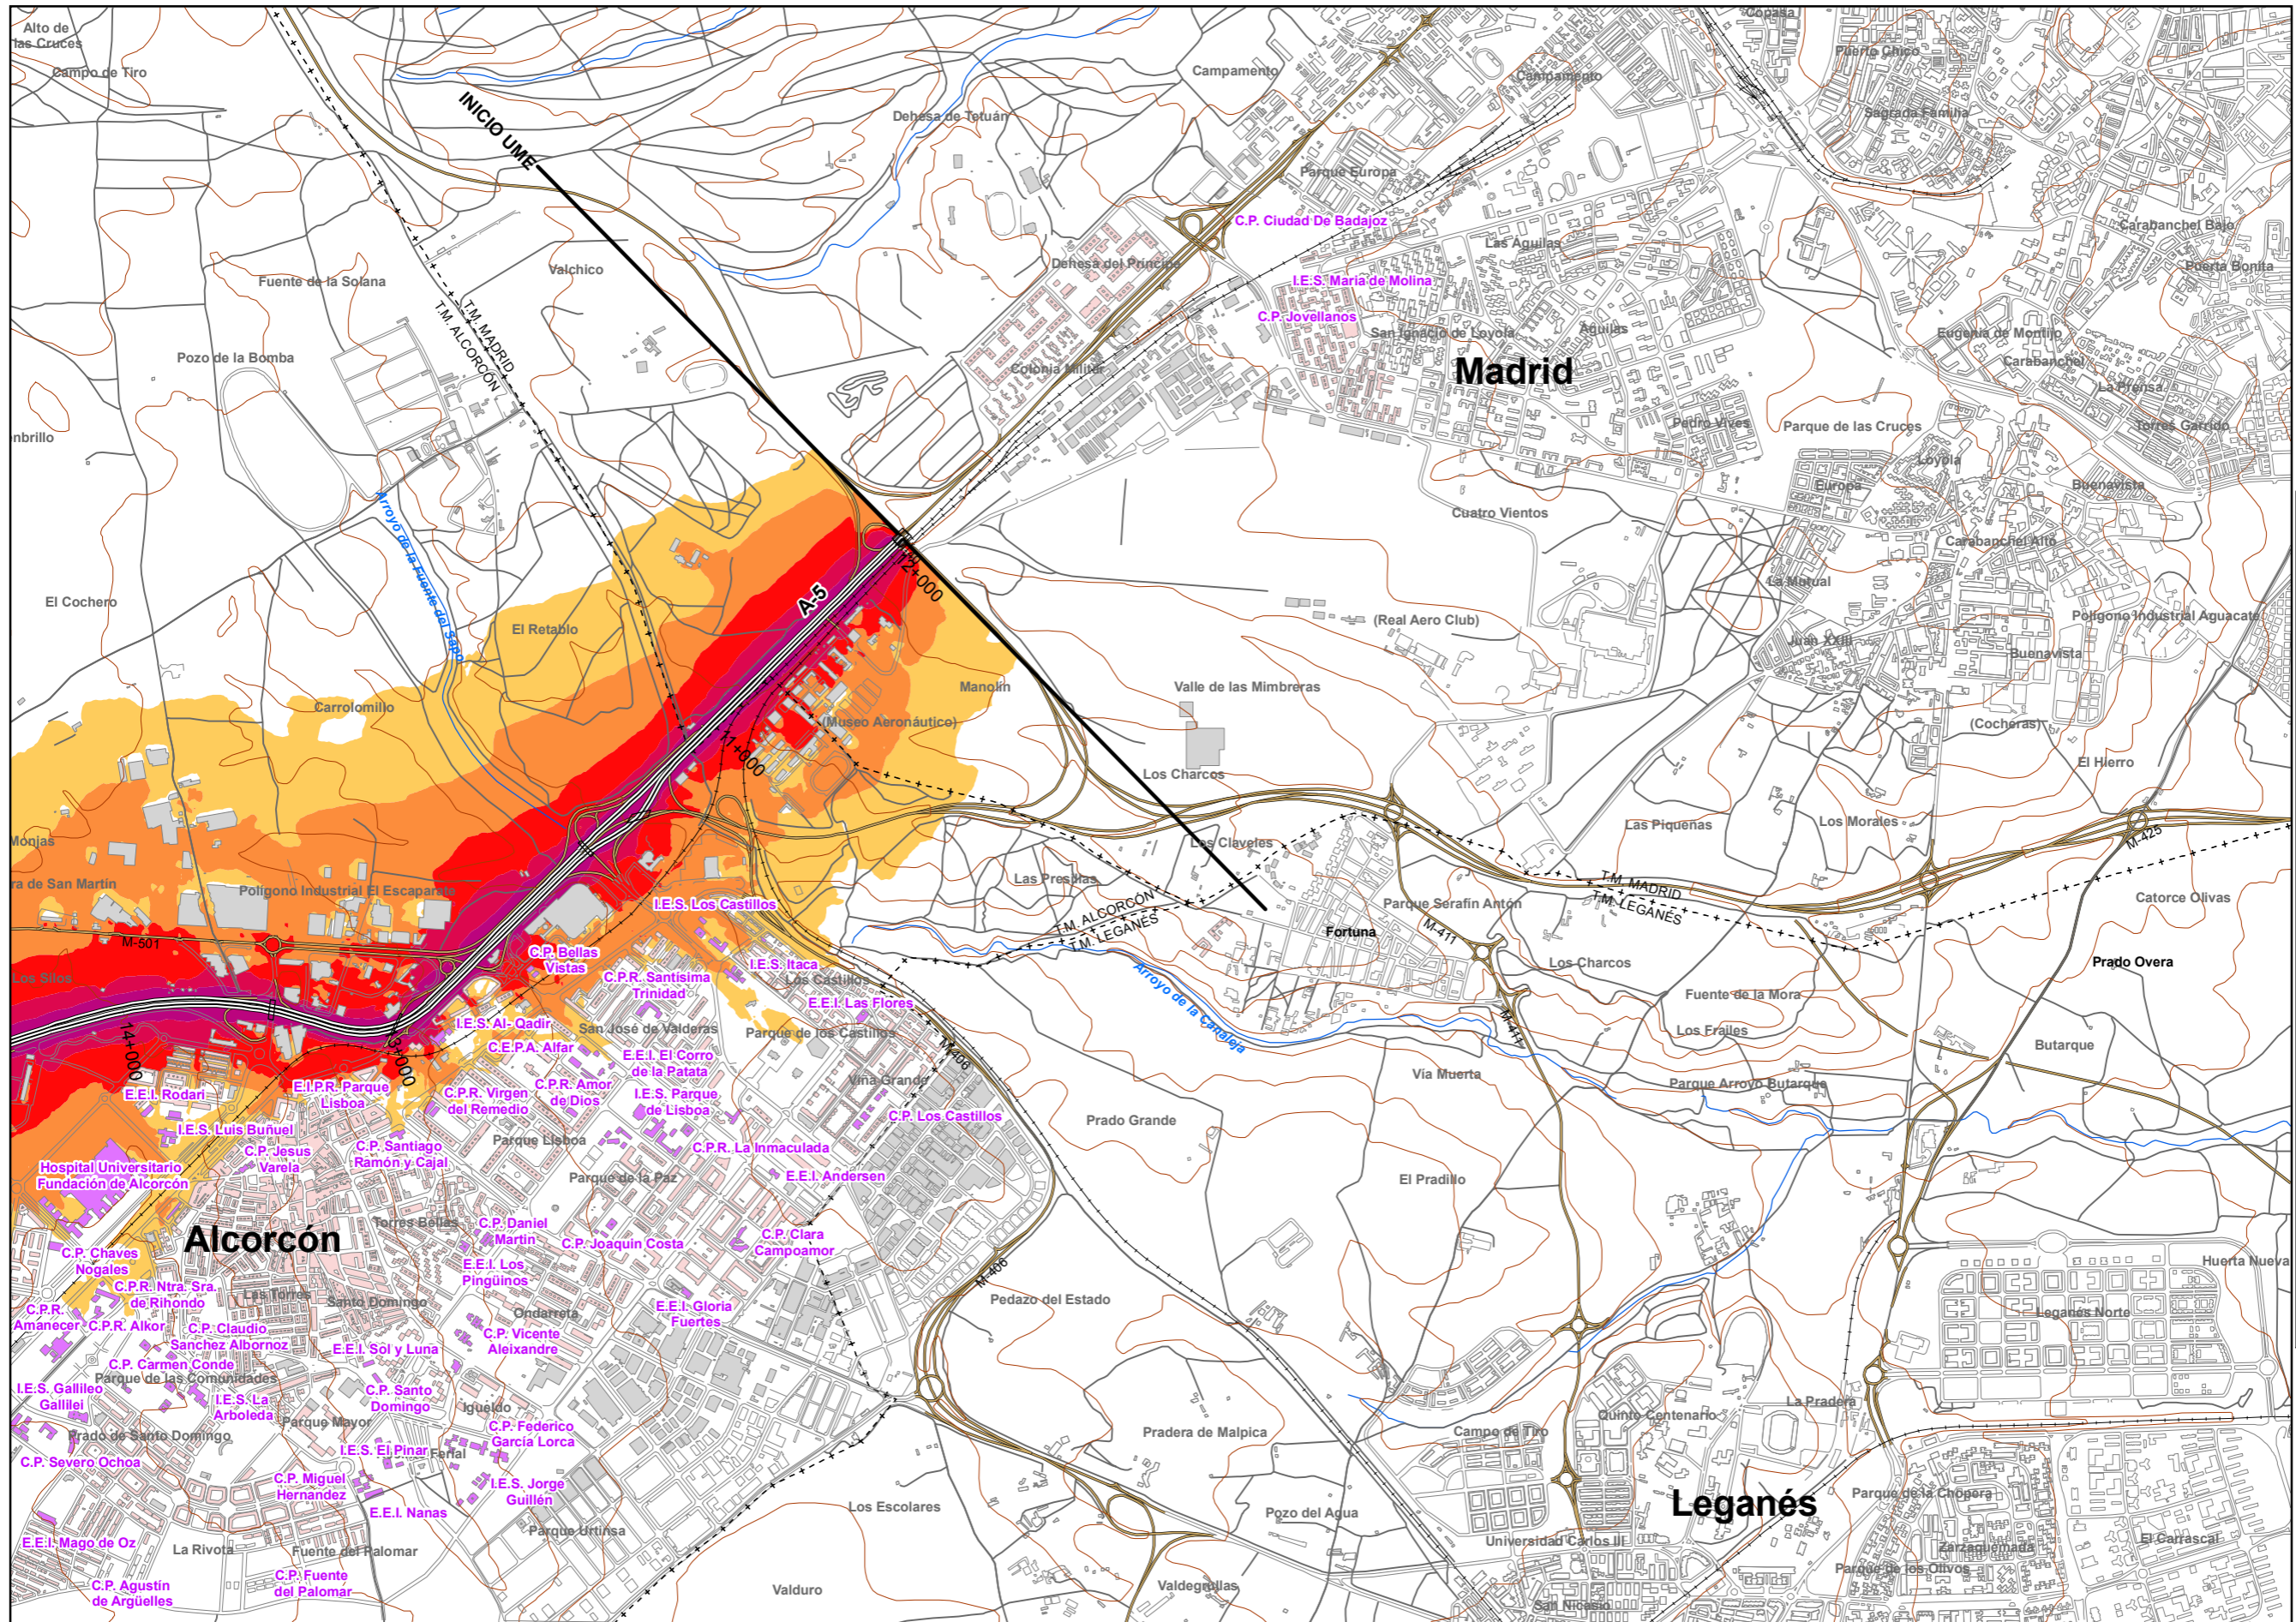 Alto de
las Cruces
Campo de Tiro
INICIO UME
Dehesa de Tetuán
Campamento
Campamento
Copasa
Puerto Chico
Sagrada Familia
Parque Europa
C.P. Ciudad De Badajoz
Las Aguilas
Carabanchel Bajo
Puerta Bonita
Fuente de la Solana
Valchico
Dehesa del Príncipe
I.E.S. María de Molina
C.P. Jovellanos
San Ignacio de Loyola
Aguilas
Eugenia de Montijo
Carabanchel
La Prensa
T.M. MADRID
T.M. ALCORCÓN
Pozo de la Bomba
Colonia Militar
Madrid
enbrillo
Pedro Vives
Parque de las Cruces
Torres Garrido
Loyola
Europa
Buenavista
Cuatro Vientos
Carabanchel Alto
La Mutual
Arroyo de la Fuente del Sapo
El Cochero
A-5
12+000
El Retablo
(Real Aero Club)
Juan XXIII
Polígono Industrial Aguacate
Buenavista
Carrolomillo
Manolín
Valle de las Mimbreras
(Museo Aeronáutico)
(Cocheras)
11+000
Los Charcos
El Hierro
Monjas
Los Claveles
Las Piqueñas
Los Morales
M-425
ra de San Martín
Polígono Industrial El Escaparate
Las Presillas
T.M. MADRID
T.M. LEGANÉS
Catorce Olivas
I.E.S. Los Castillos
T.M. ALCORCÓN
T.M. LEGANÉS
Parque Serafín Antón
Fortuna
M-411
M-501
C.P. Bellas
Vistas
C.P.R. Santísima
Trinidad
I.E.S. Itaca
Los Castillos
Los Silos
Los Charcos
Prado Overa
E.E.I. Las Flores
Arroyo de la Canaleja
Fuente de la Mora
I.E.S. Al- Qadir
San José de Valderas
Parque de los Castillos
M-411
Los Frailes
14+000
13+000
C.E.P.A. Alfar
E.E.I. El Corro
de la Patata
M-406
Butarque
E.E.I. Rodari
E.I.P.R. Parque
Lisboa
C.P.R. Virgen
del Remedio
C.P.R. Amor
de Dios
I.E.S. Parque
de Lisboa
Viña Grande
Vía Muerta
Parque Arroyo Butarque
I.E.S. Luis Buñuel
C.P. Los Castillos
Prado Grande
C.P. Jesus
Varela
C.P. Santiago
Ramón y Cajal
Parque Lisboa
C.P.R. La Inmaculada
Hospital Universitario
Fundación de Alcorcón
Parque de la Paz
E.E.I. Andersen
El Pradillo
Alcorcón
Torres Bellas
C.P. Daniel
Martin
C.P. Joaquin Costa
C.P. Clara
Campoamor
C.P. Chaves
Nogales
E.E.I. Los
Pingüinos
M-406
Huerta Nueva
C.P.R. Ntra. Sra.
de Rihondo
Las Torres
Santo Domingo
Ondarreta
E.E.I. Gloria
Fuertes
Pedazo del Estado
Leganés Norte
C.P.R.
Amanecer
C.P.R. Alkor
C.P. Claudio
Sanchez Albornoz
E.E.I. Sol y Luna
C.P. Vicente
Aleixandre
C.P. Carmen Conde
Parque de las Comunidades
I.E.S. Gallileo
Gallilei
I.E.S. La
Arboleda
C.P. Santo
Domingo
Igueldo
Parque Mayor
La Pradera
Quinto Centenario
Prado de Santo Domingo
C.P. Federico
García Lorca
Pradera de Malpica
Campo de Tiro
C.P. Severo Ochoa
I.E.S. El Pinar
Ferial
C.P. Miguel
Hernandez
I.E.S. Jorge
Guillén
E.E.I. Nanas
Los Escolares
Pozo del Agua
Leganés
Parque de la Chopera
Parque Urtinsa
E.E.I. Mago de Oz
La Rivota
Fuente del Palomar
Universidad Carlos III
Zarzaquemada
El Carrascal
C.P. Fuente
del Palomar
C.P. Agustín
de Argüelles
Valduro
Valdegrullas
Parque de los Olivos
San Nicasio